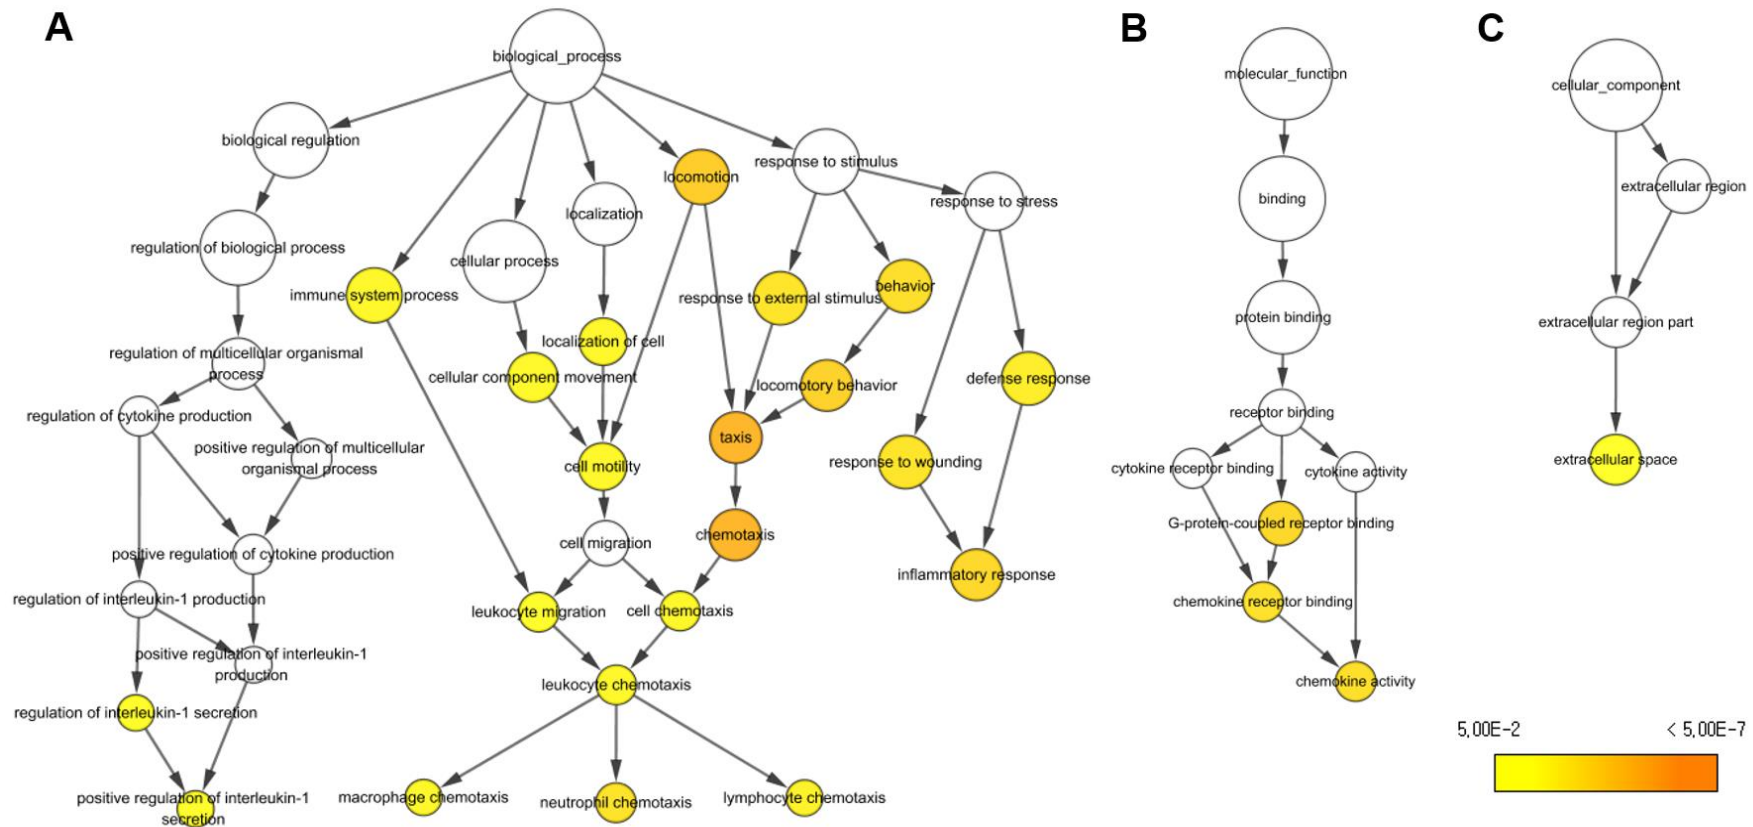 A
biological_process
biological regulation
regulation of biological process
immune system process
cellular process
localization
locomotion
response to stimulus
response to stress
response to external stimulus
behavior
localization of cell
cellular component movement
regulation of multicellular organismal
process
locomotory behavior
defense response
regulation of cytokine production
positive regulation of multicellular
organismal process
cell motility
taxis
response to wounding
positive regulation of cytokine production
cell migration
chemotaxis
inflammatory response
regulation of interleukin-1 production
leukocyte migration
cell chemotaxis
positive regulation of interleukin-1
production
leukocyte chemotaxis
regulation of interleukin-1 secretion
positive regulation of interleukin-1
secretion
macrophage chemotaxis
neutrophil chemotaxis
lymphocyte chemotaxis
B
molecular_function
binding
protein binding
receptor binding
cytokine receptor binding
cytokine activity
G-protein-coupled receptor binding
chemokine receptor binding
chemokine activity
C
cellular_component
extracellular region
extracellular region part
extracellular space
5,00E-2
< 5,00E-7